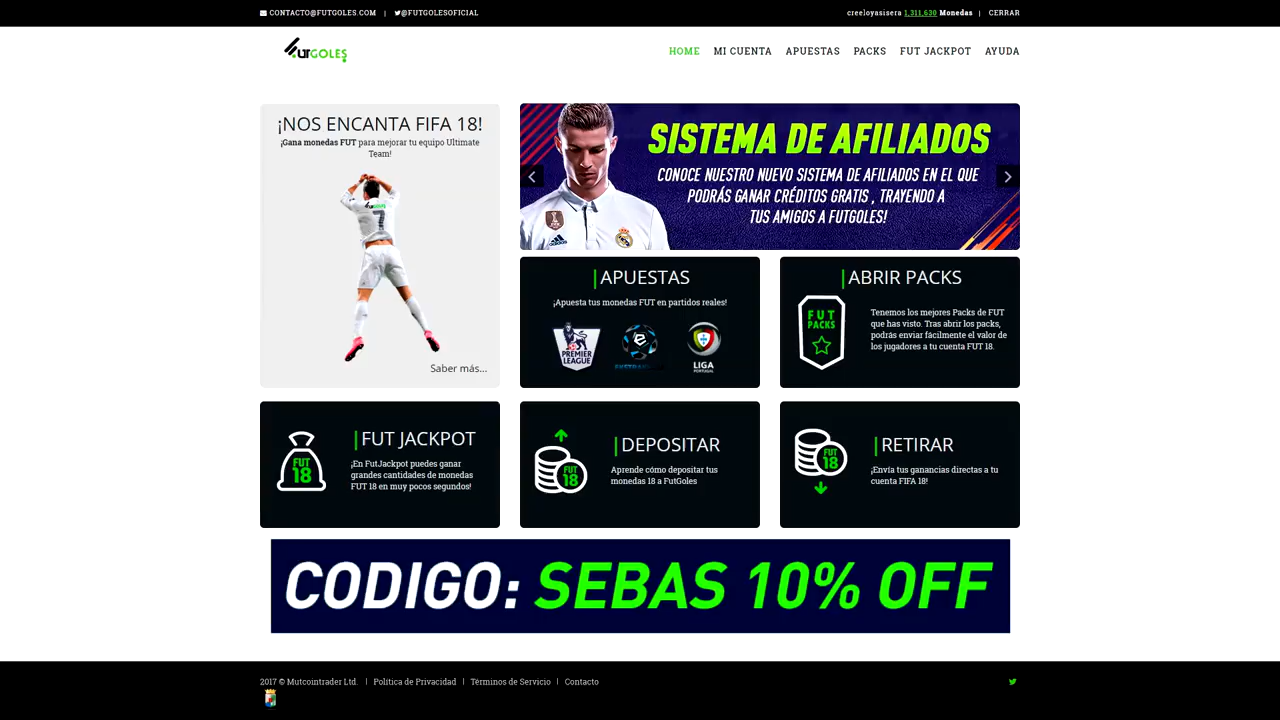 CONTACTO@FUTGOLES.COM | @FUTGOLESOFICIAL
creeloyasisera 1,311,630 Monedas | CERRAR
FUTGOLES
HOME MI CUENTA APUESTAS PACKS FUT JACKPOT AYUDA
¡NOS ENCANTA FIFA 18!
¡Gana monedas FUT para mejorar tu equipo Ultimate
Team!
7
Saber más...
SISTEMA DE AFILIADOS
CONOCE NUESTRO NUEVO SISTEMA DE AFILIADOS EN EL QUE
PODRÁS GANAR CRÉDITOS GRATIS , TRAYENDO A
TUS AMIGOS A FUTGOLES!
|APUESTAS
¡Apuesta tus monedas FUT en partidos reales!
PREMIER
LEAGUE
LIGA
PORTUGAL
|ABRIR PACKS
FUT
PACKS
Tenemos los mejores Packs de FUT
que has visto. Tras abrir los packs,
podrás enviar fácilmente el valor de
los jugadores a tu cuenta FUT 18.
|FUT JACKPOT
FUT
18
¡En FutJackpot puedes ganar
grandes cantidades de monedas
FUT 18 en muy pocos segundos!
|DEPOSITAR
FUT
18
Aprende cómo depositar tus
monedas 18 a FutGoles
|RETIRAR
FUT
18
¡Envía tus ganancias directas a tu
cuenta FIFA 18!
CODIGO: SEBAS 10% OFF
2017 © Mutcointrader Ltd. | Política de Privacidad | Términos de Servicio | Contacto